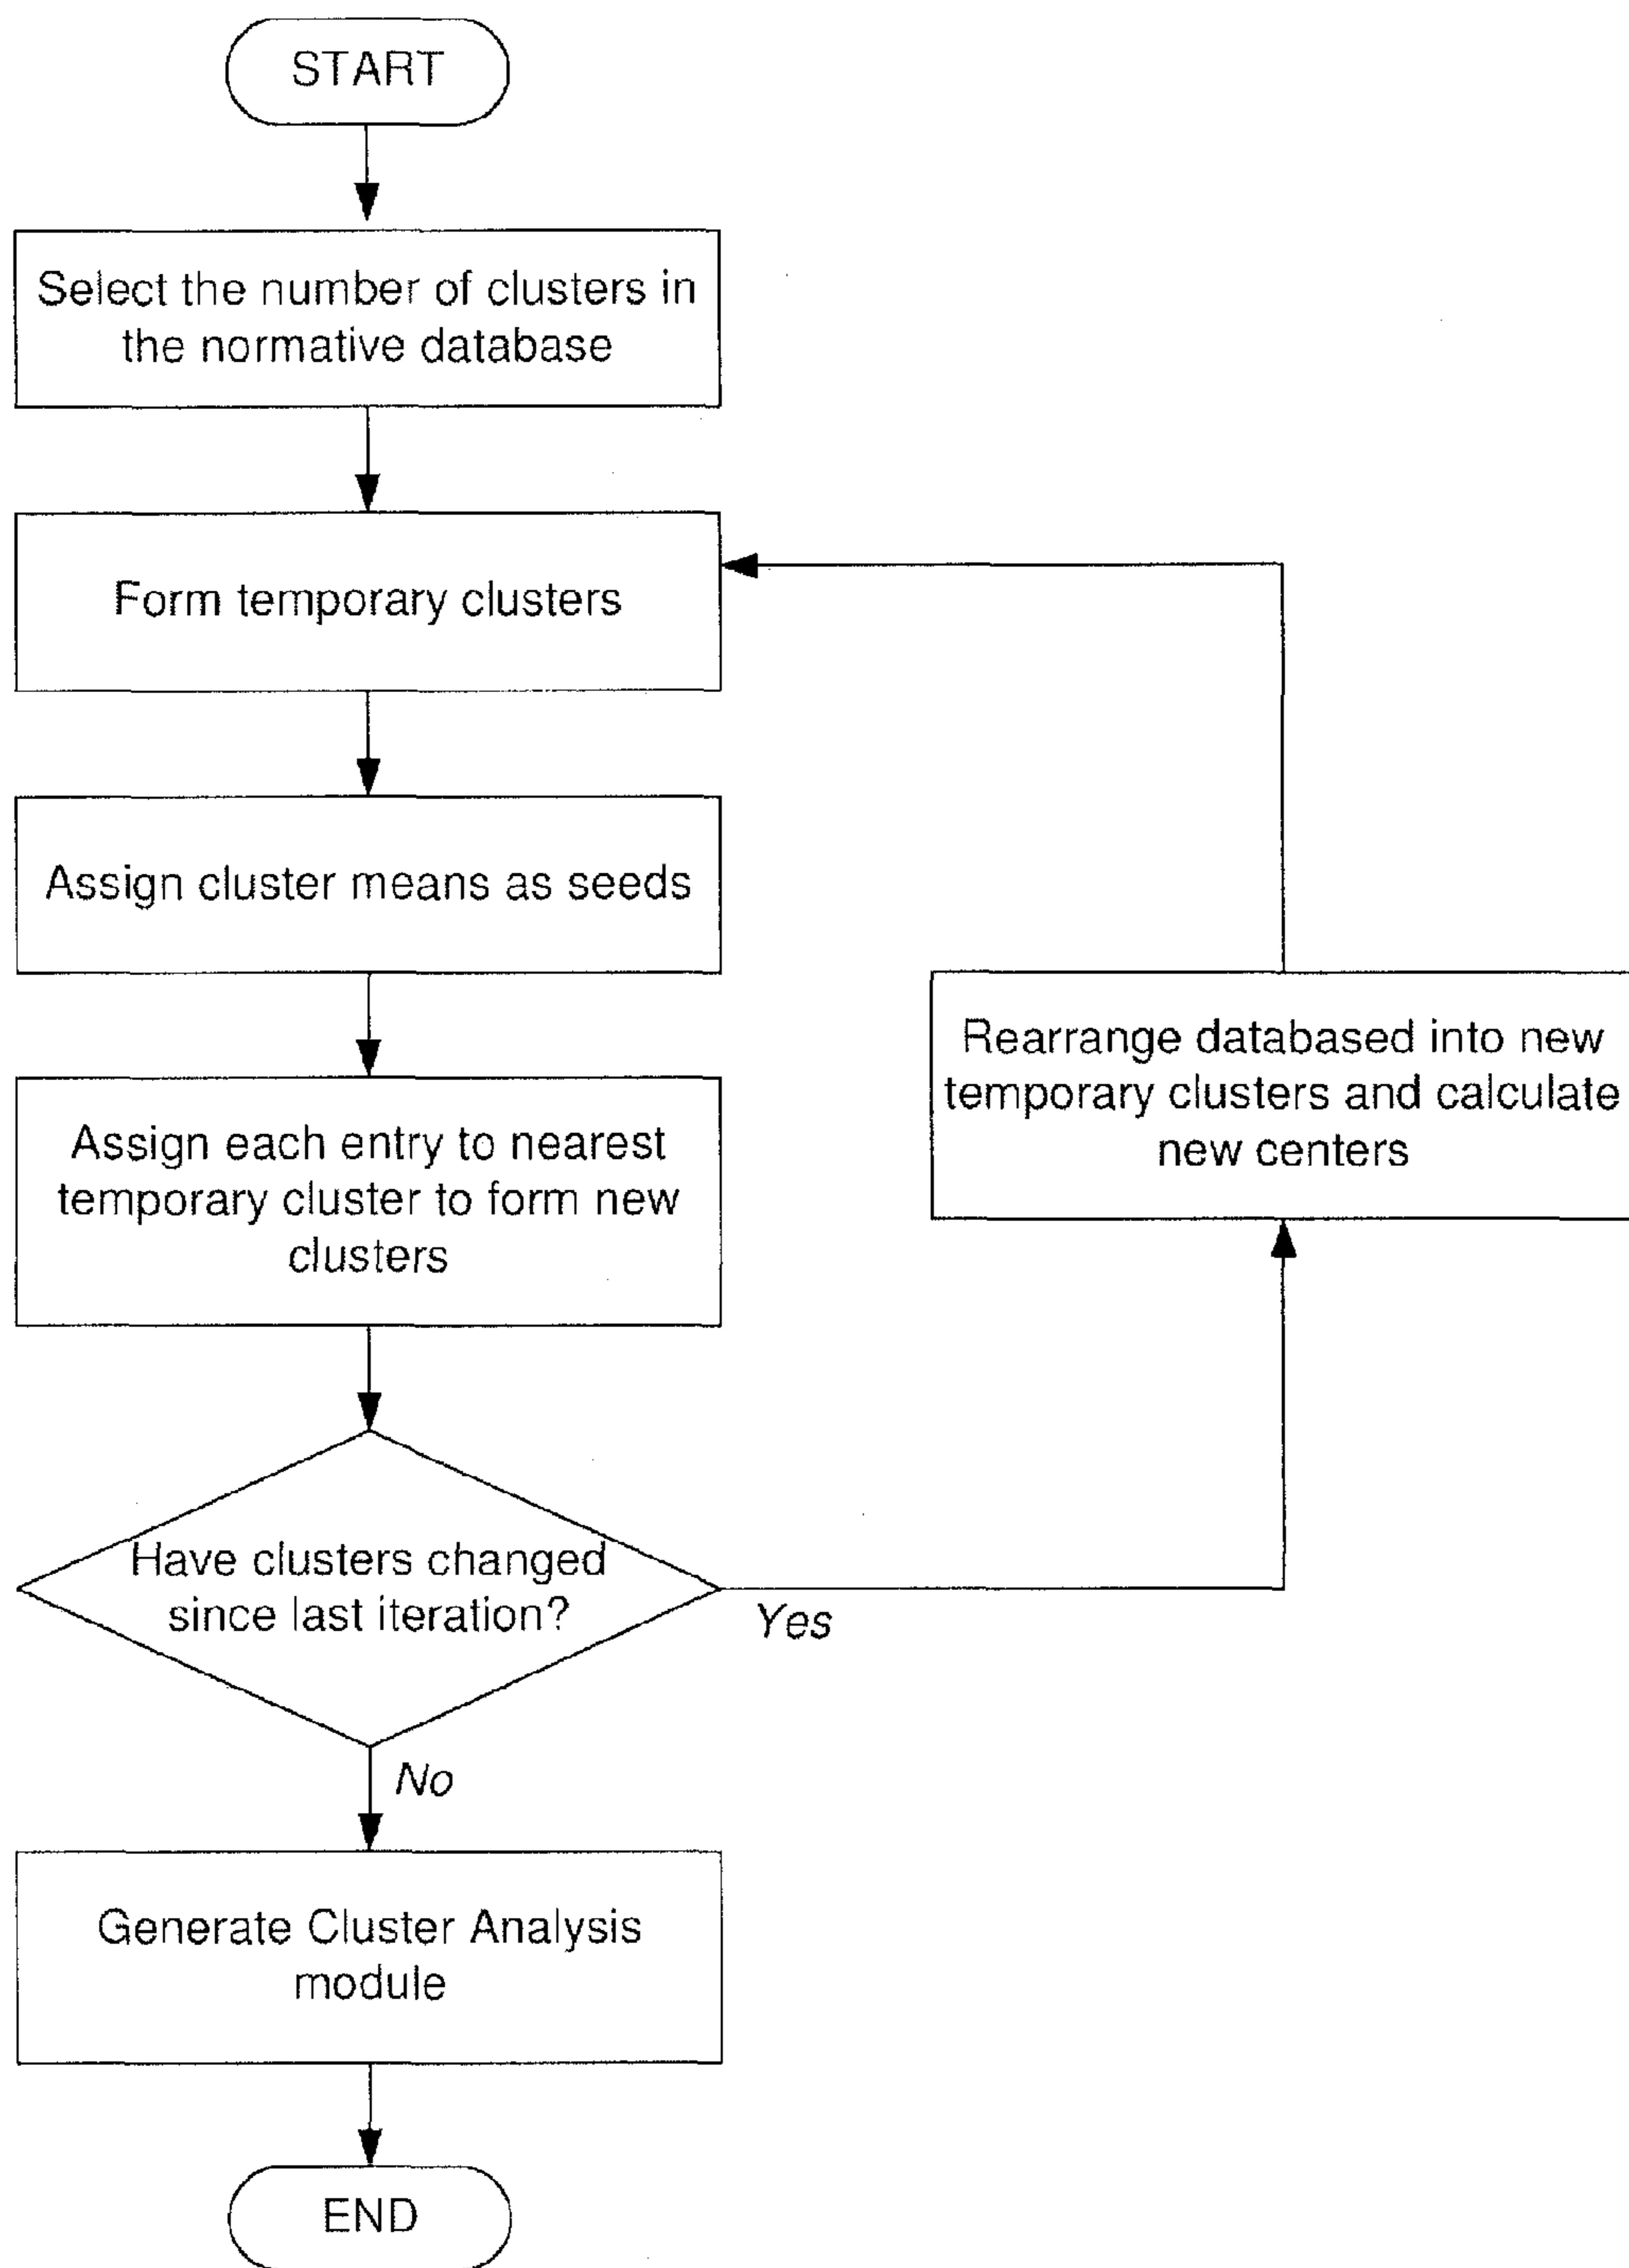 START
Select the number of clusters in
the normative database
Form temporary clusters
Assign cluster means as seeds
Assign each entry to nearest
temporary cluster to form new
clusters
Rearrange databased into new
temporary clusters and calculate
new centers
Have clusters changed
since last iteration?
Yes
No
Generate Cluster Analysis
module
END